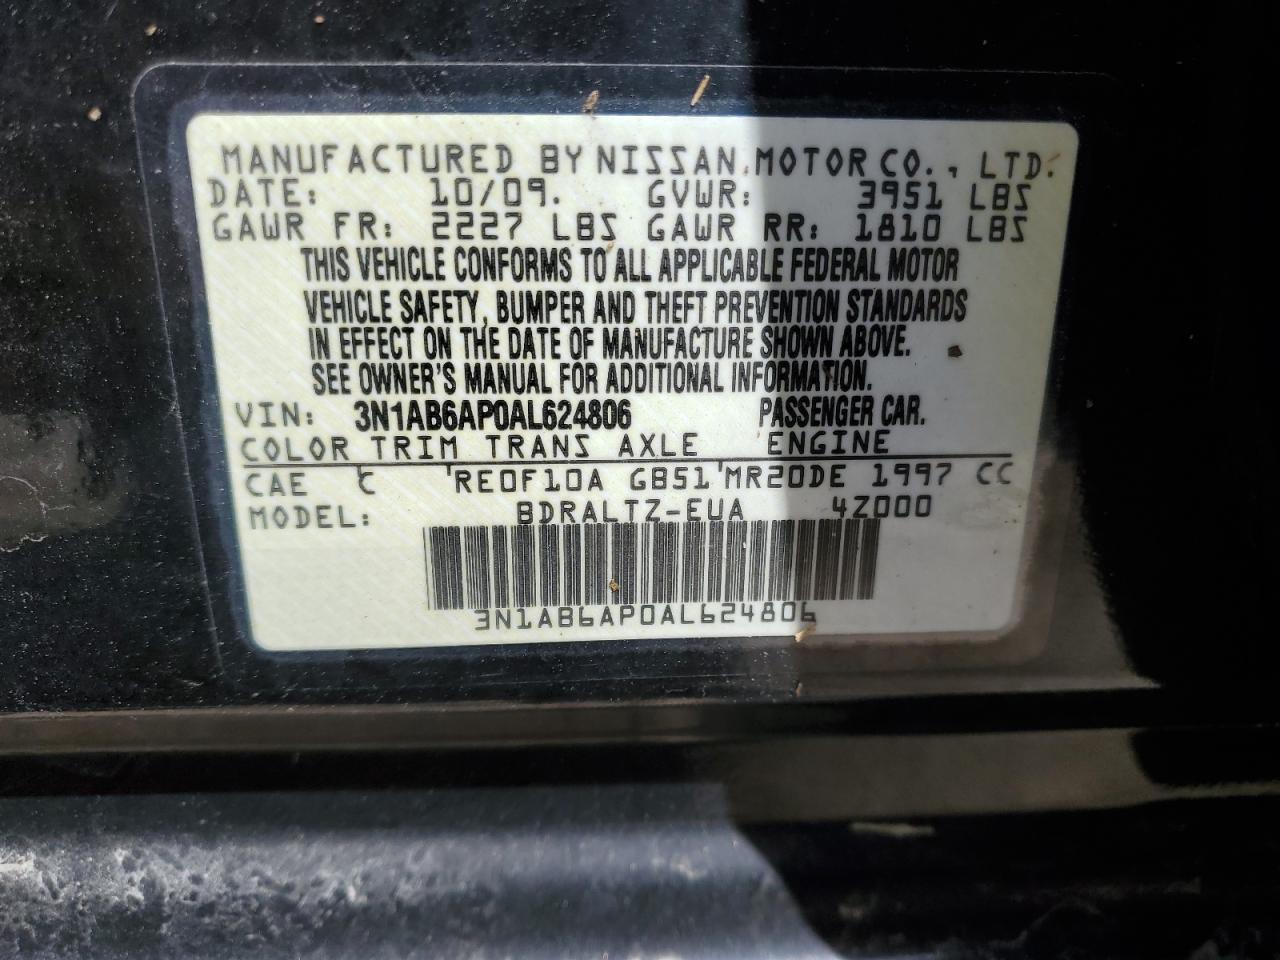 MANUFACTURED BY NISSAN MOTOR CO., LTD.
DATE: 10/09. GVWR: 3951 LBS
GAWR FR: 2227 LBS GAWR RR: 1810 LBS
THIS VEHICLE CONFORMS TO ALL APPLICABLE FEDERAL MOTOR
VEHICLE SAFETY, BUMPER AND THEFT PREVENTION STANDARDS
IN EFFECT ON THE DATE OF MANUFACTURE SHOWN ABOVE.
SEE OWNER'S MANUAL FOR ADDITIONAL INFORMATION.
VIN: 3N1AB6AP0AL624806 PASSENGER CAR.
COLOR TRIM TRANS AXLE ENGINE
CAE C RE0F10A GB51 MR20DE 1997 CC
MODEL: BDRALTZ-EUA 4Z000
3N1AB6AP0AL624806